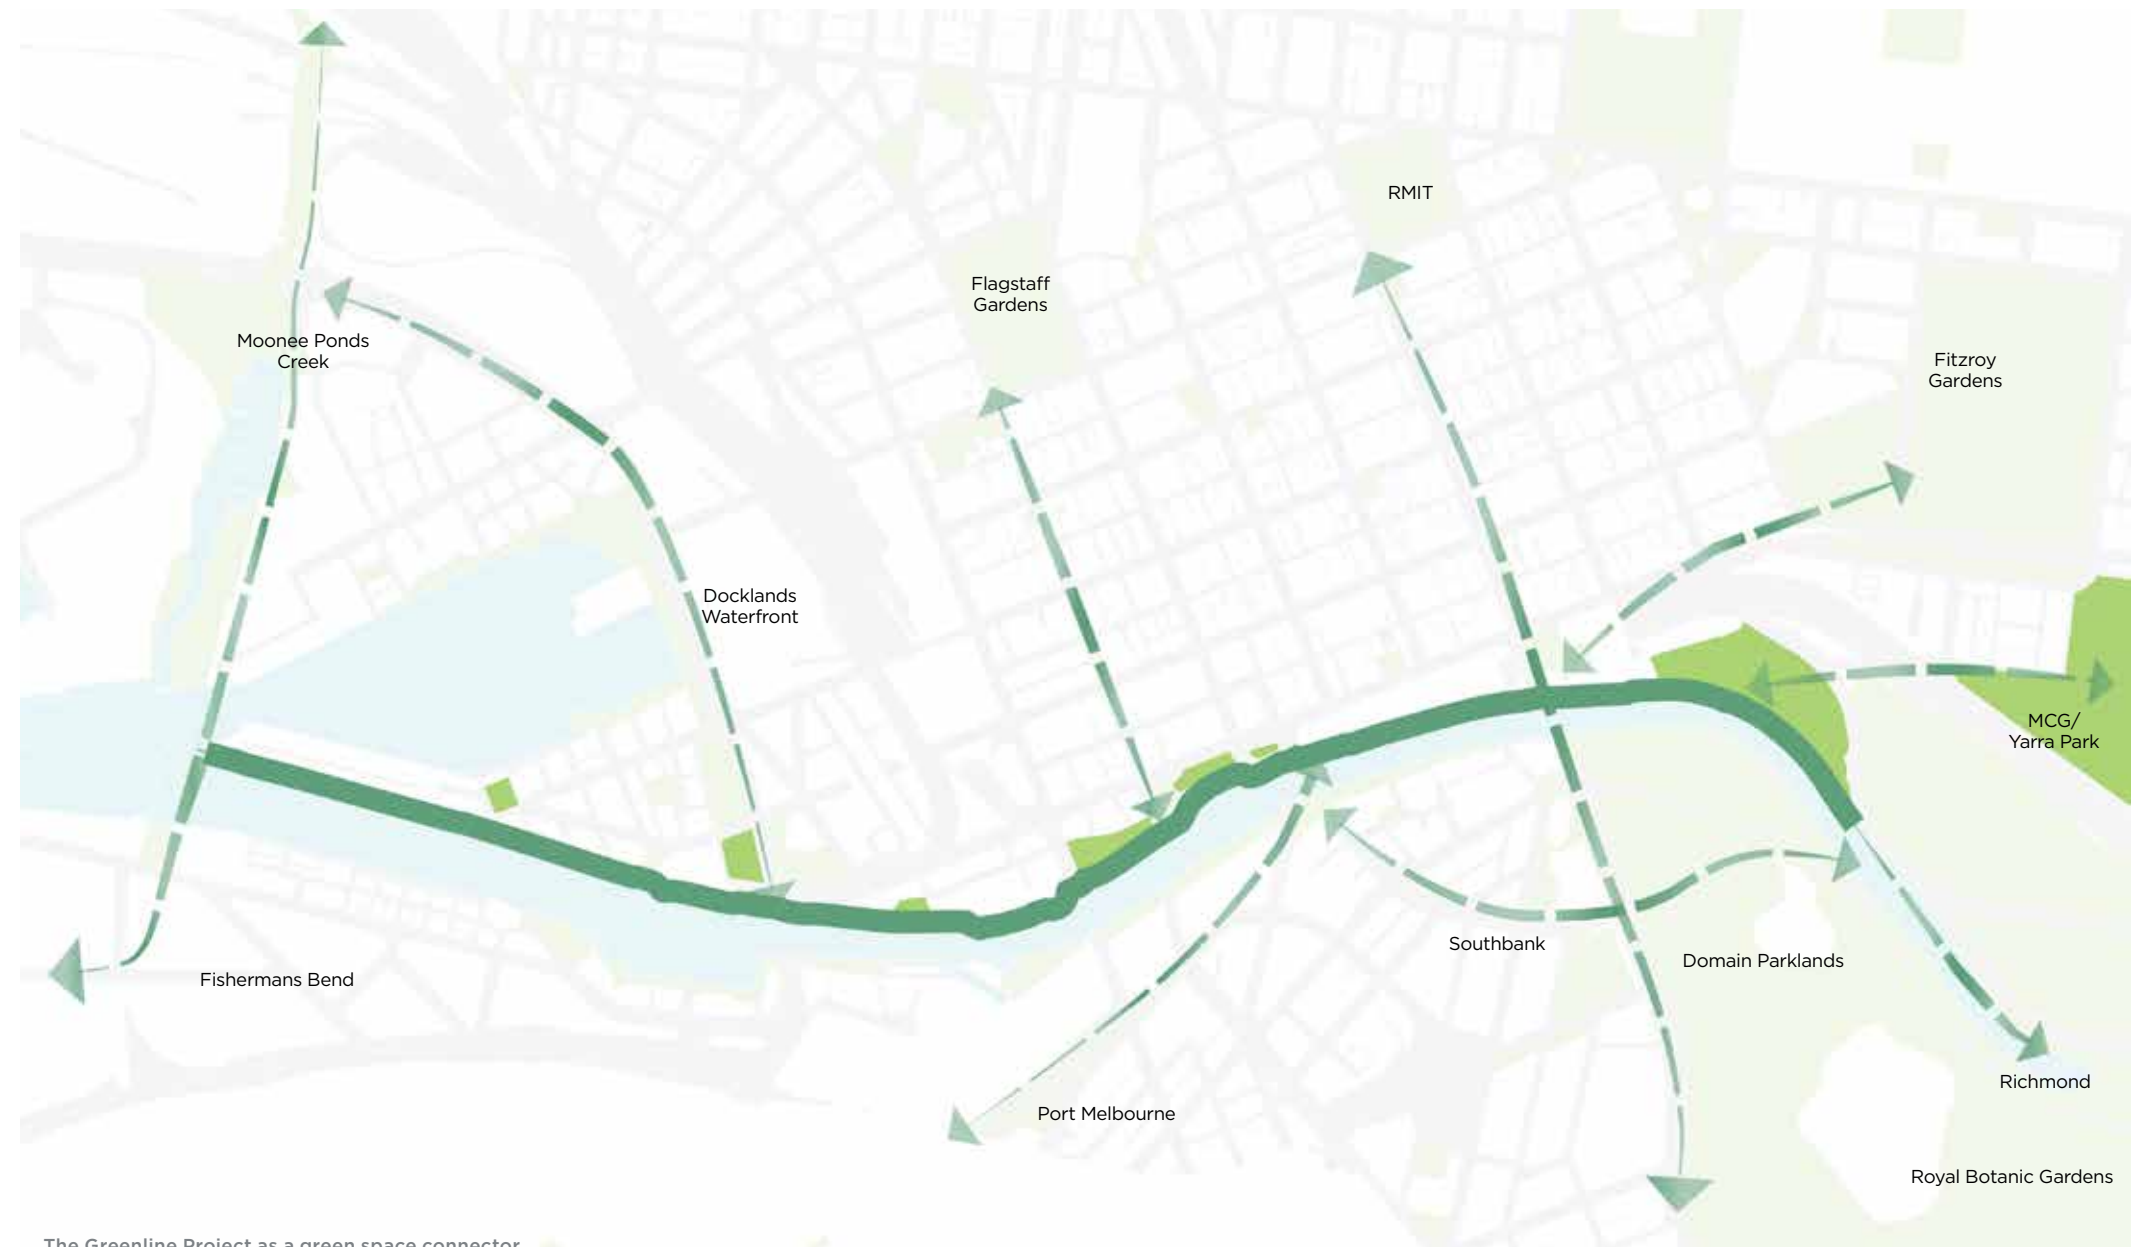 RMIT
Flagstaff
Gardens
Moonee Ponds
Creek
Fitzroy
Gardens
Docklands
Waterfront
MCG/
Yarra Park
Southbank
Domain Parklands
Fishermans Bend
Richmond
Port Melbourne
Royal Botanic Gardens
The Greenline Project as a green space connector